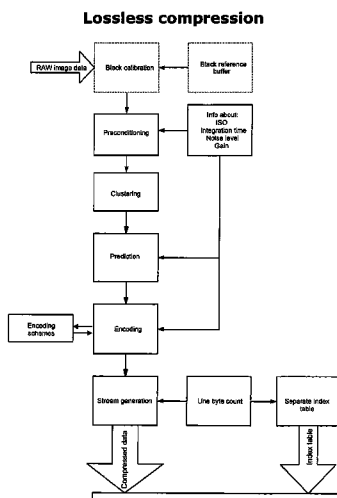 Lossless compression
RAW image data
Black calibration
Black reference
buffer
Preconditioning
Info about:
ISO
Integration time
Noise level
Gain
Clustering
Prediction
Encoding
schemes
Encoding
Stream generation
Line byte count
Separate index
table
Compressed data
Index table